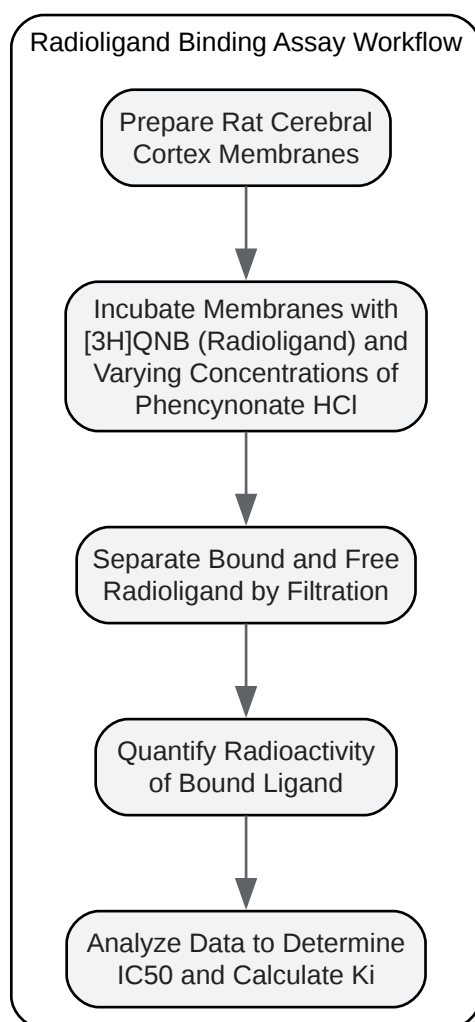 Radioligand Binding Assay Workflow
Prepare Rat Cerebral
Cortex Membranes
Incubate Membranes with
[3H]QNB (Radioligand) and
Varying Concentrations of
Phencynonate HCl
Separate Bound and Free
Radioligand by Filtration
Quantify Radioactivity
of Bound Ligand
Analyze Data to Determine
IC50 and Calculate Ki